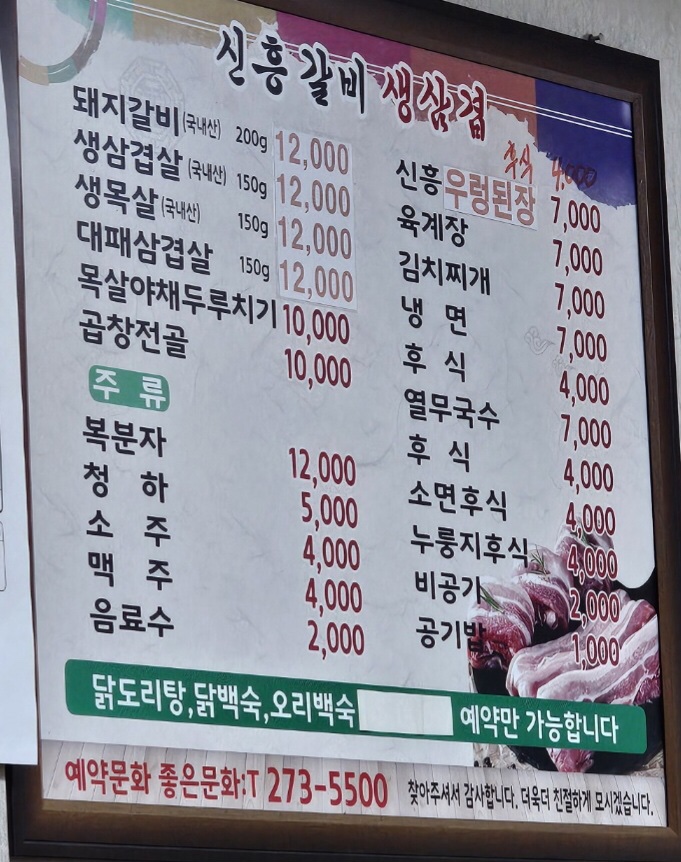 신흥갈비 생삼겹
돼지갈비(국내산) 200g 12,000
생삼겹살(국내산) 150g 12,000
생목살(국내산) 150g 12,000
대패삼겹살 150g 12,000
목살야채두루치기 10,000
곱창전골 10,000
주류
복분자 12,000
청하 5,000
소주 4,000
맥주 4,000
음료수 2,000
후식 4,000
신흥우렁된장 7,000
육계장 7,000
김치찌개 7,000
냉면 7,000
후식 4,000
열무국수 7,000
후식 4,000
소면후식 4,000
누룽지후식 4,000
비공기 2,000
공기밥 1,000
닭도리탕,닭백숙,오리백숙 예약만 가능합니다
예약문화 좋은문화:T 273-5500 찾아주셔서 감사합니다. 더욱더 친절하게 모시겠습니다.